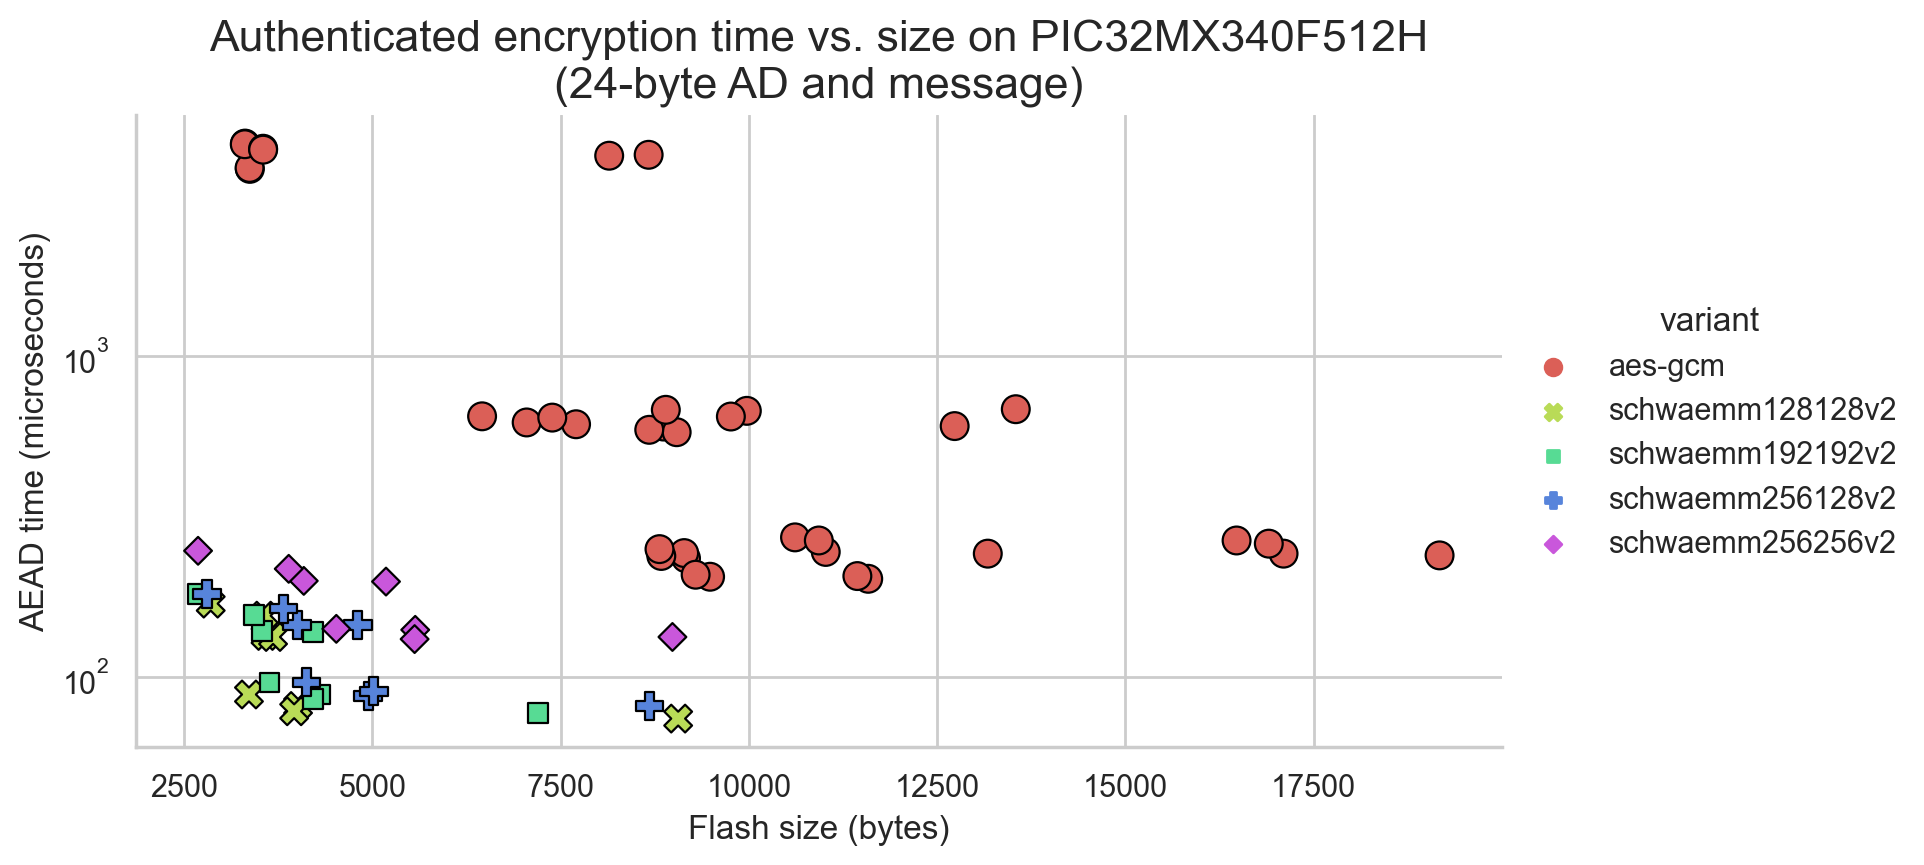 Authenticated encryption time vs. size on PIC32MX340F512H
(24-byte AD and message)
AEAD time (microseconds)
10³
10²
2500 5000 7500 10000 12500 15000 17500
Flash size (bytes)
variant
aes-gcm
schwaemm128128v2
schwaemm192192v2
schwaemm256128v2
schwaemm256256v2